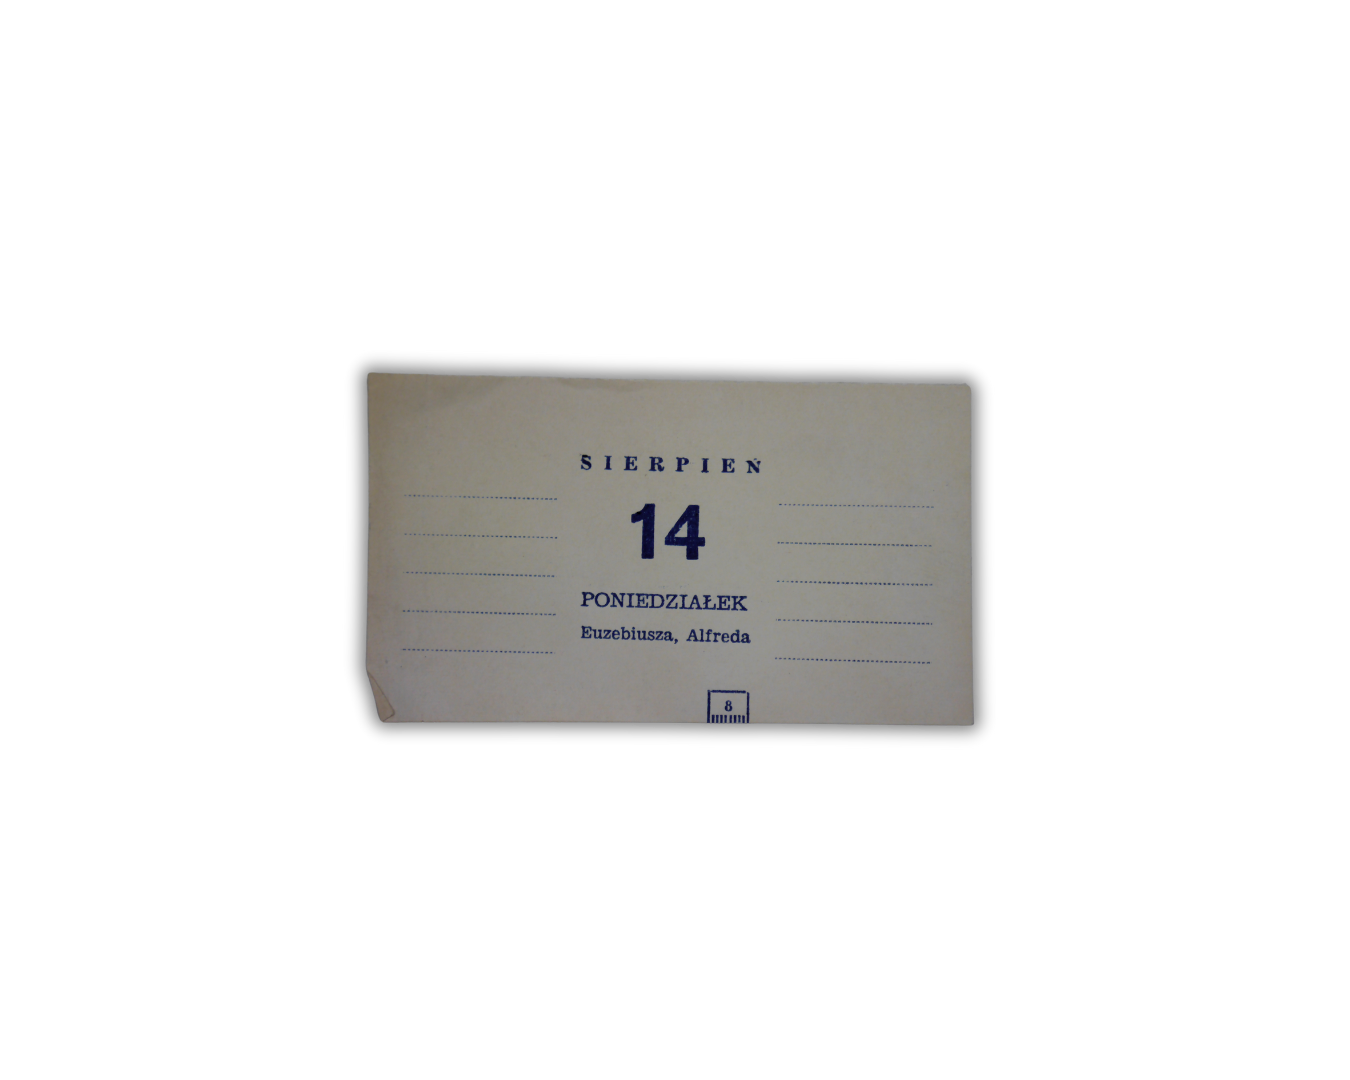 SIERPIEŃ
14
PONIEDZIAŁEK
Euzebiusza, Alfreda
8